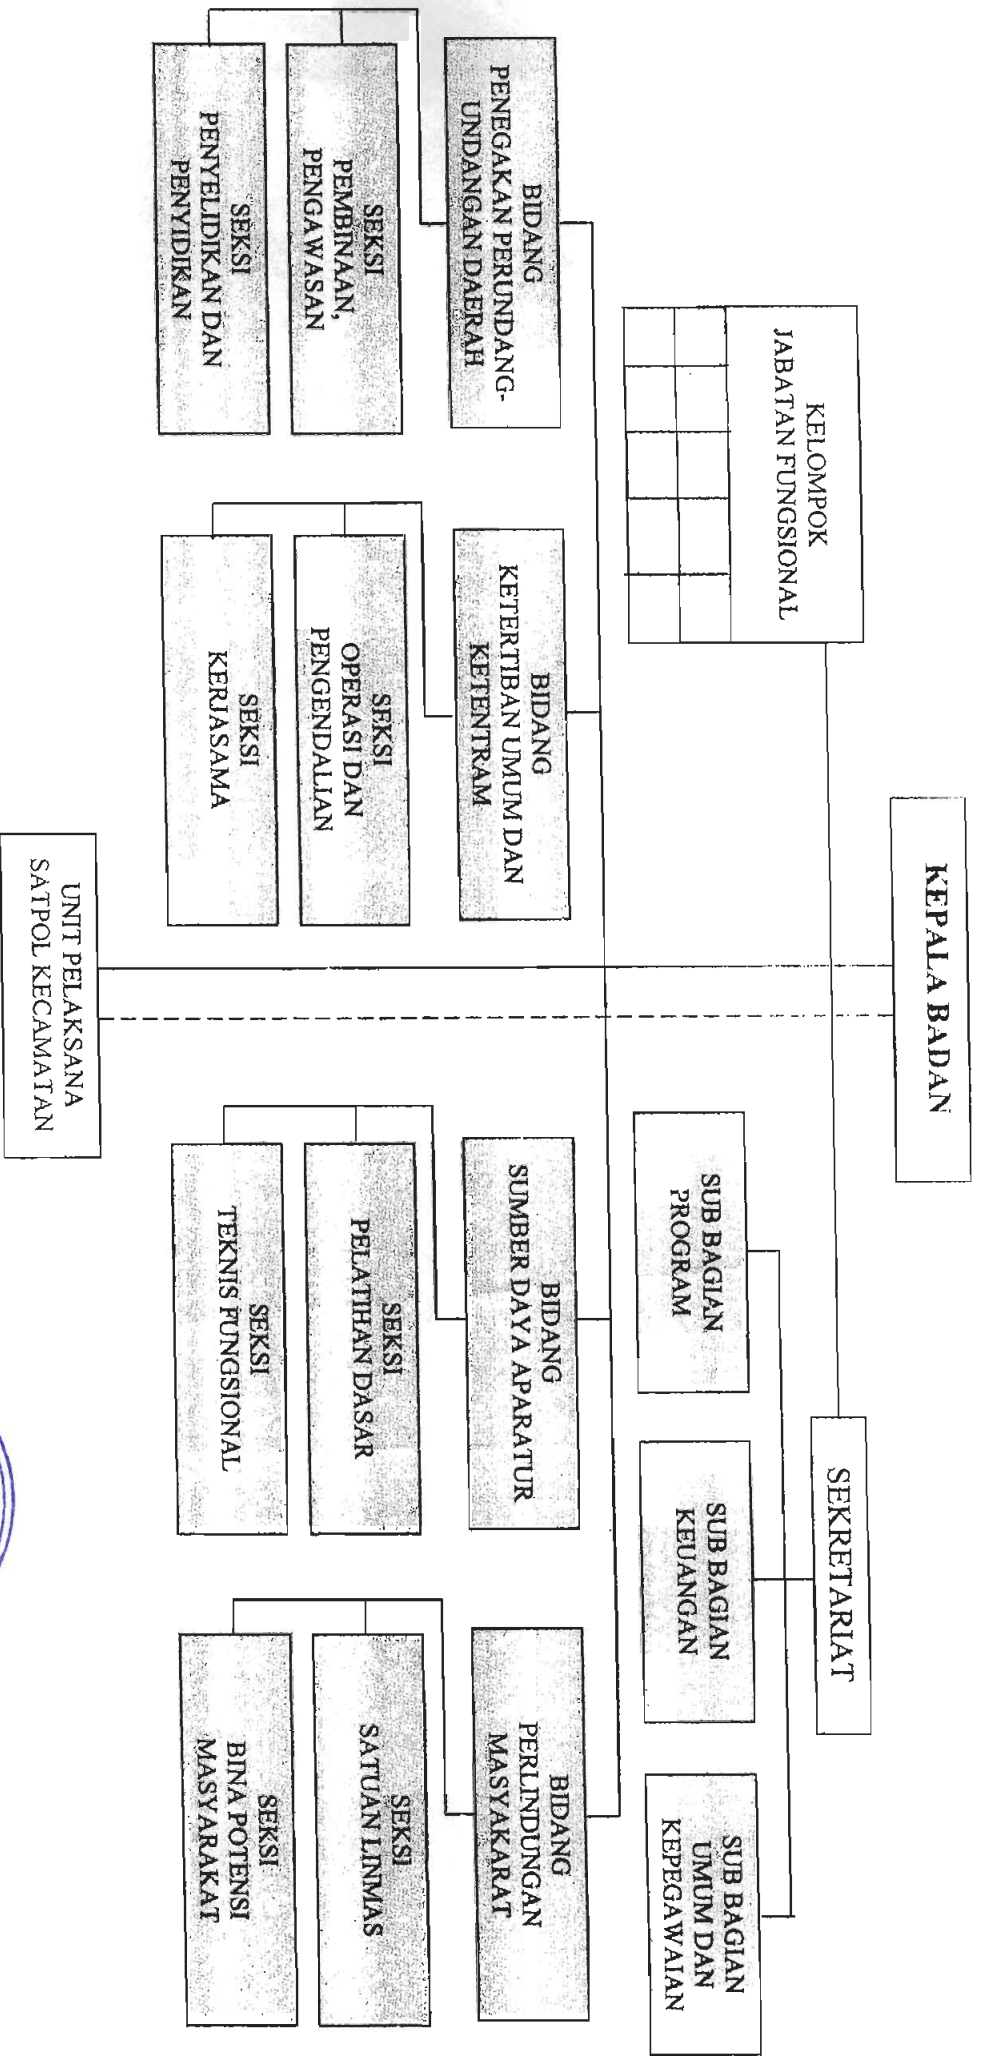 KEPALA BADAN
KELOMPOK
JABATAN FUNGSIONAL
SEKRETARIAT
SUB BAGIAN
PROGRAM
SUB BAGIAN
KEUANGAN
SUB BAGIAN
UMUM DAN
KEPEGAWAIAN
BIDANG
PENEGAKAN PERUNDANG-
UNDANGAN DAERAH
SEKSI
PEMBINAAN,
PENGAWASAN
SEKSI
PENYELIDIKAN DAN
PENYIDIKAN
BIDANG
KETERTIBAN UMUM DAN
KETENTRAM
SEKSI
OPERASI DAN
PENGENDALIAN
SEKSI
KERJASAMA
BIDANG
SUMBER DAYA APARATUR
SEKSI
PELATIHAN DASAR
SEKSI
TEKNIS FUNGSIONAL
BIDANG
PERLINDUNGAN
MASYAKARAT
SEKSI
SATUAN LINMAS
SEKSI
BINA POTENSI
MASYARAKAT
UNIT PELAKSANA
SATPOL KECAMATAN